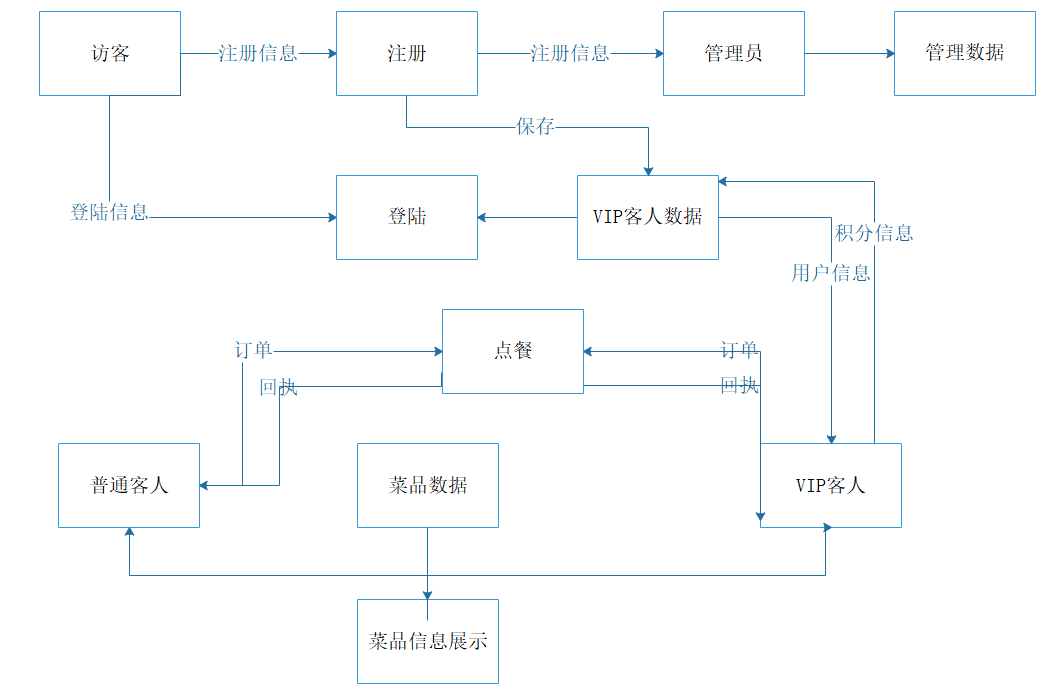 访客
注册信息
注册
注册信息
管理员
管理数据
保存
登陆信息
登陆
VIP客人数据
积分信息
用户信息
订单
点餐
订单
回执
回执
普通客人
菜品数据
VIP客人
菜品信息展示